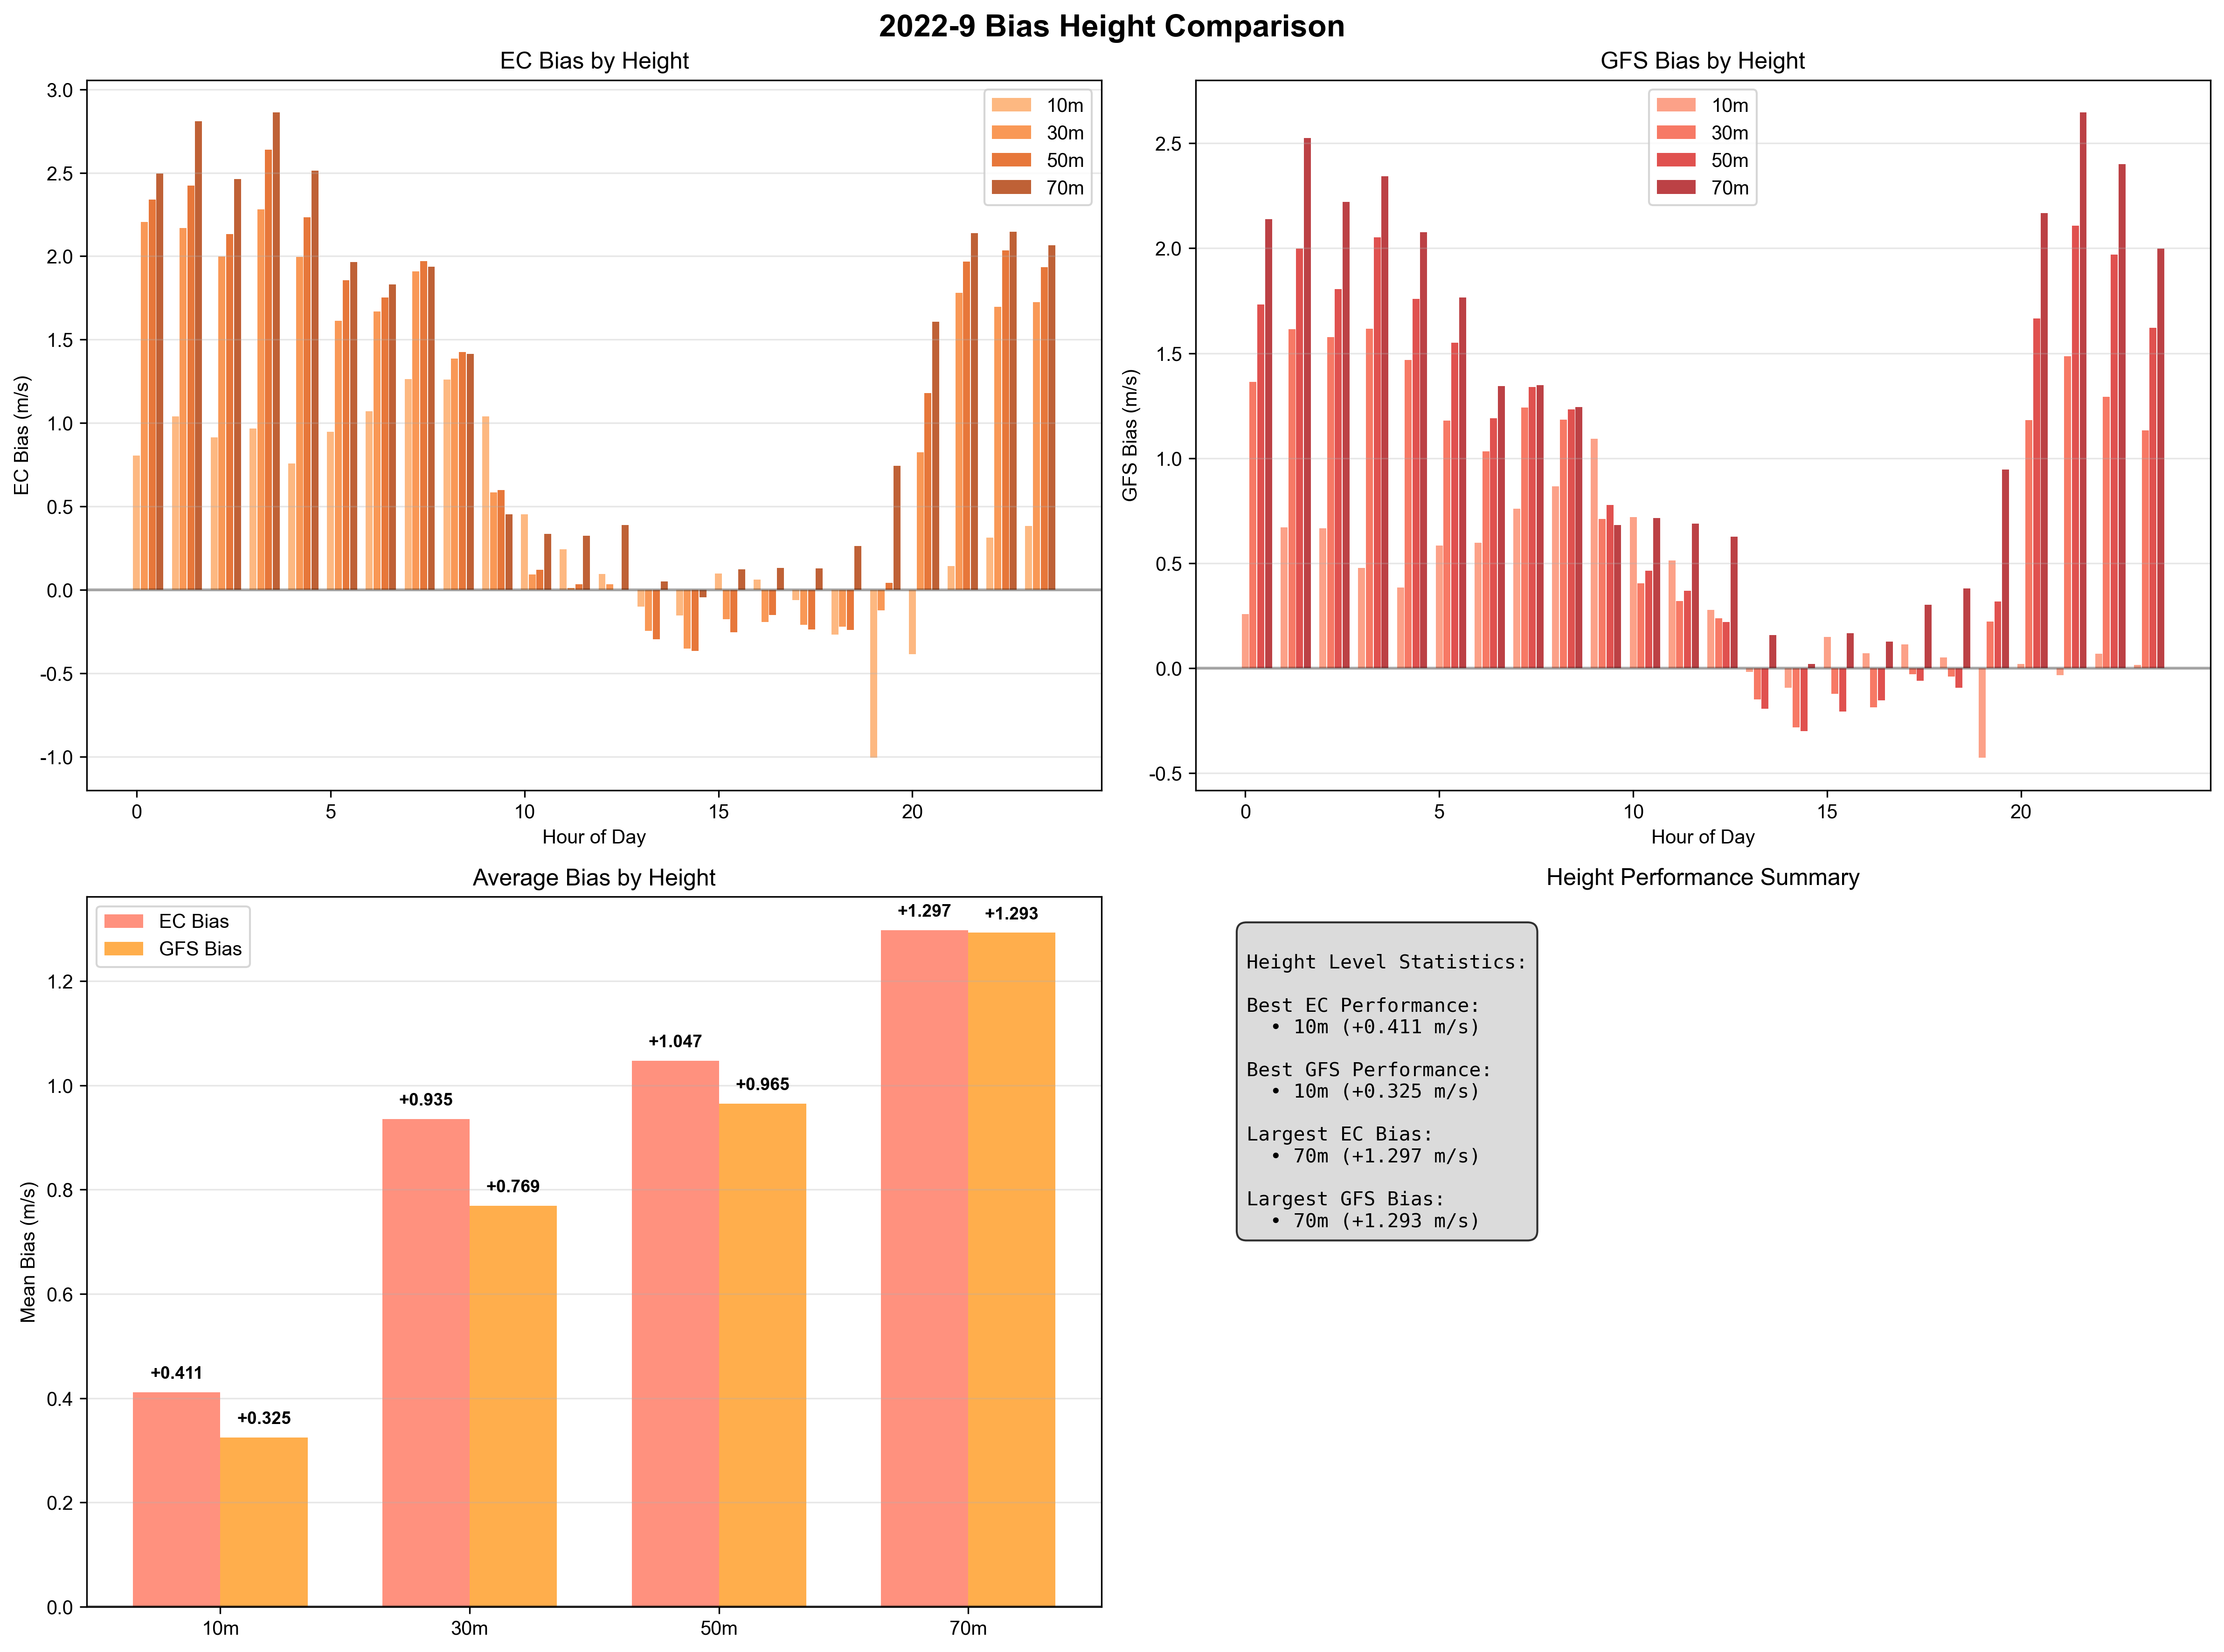 2022-9 Bias Height Comparison
EC Bias by Height
3.0
2.5
2.0
1.5
1.0
0.5
0.0
-0.5
-1.0
EC Bias (m/s)
10m
30m
50m
70m
0
5
10
15
20
Hour of Day
GFS Bias by Height
2.5
2.0
1.5
1.0
0.5
0.0
-0.5
GFS Bias (m/s)
10m
30m
50m
70m
0
5
10
15
20
Hour of Day
Average Bias by Height
EC Bias
GFS Bias
1.2
1.0
0.8
0.6
0.4
0.2
0.0
Mean Bias (m/s)
+0.411
+0.325
+0.935
+0.769
+1.047
+0.965
+1.297
+1.293
10m
30m
50m
70m
Height Performance Summary
Height Level Statistics:
Best EC Performance:
• 10m (+0.411 m/s)
Best GFS Performance:
• 10m (+0.325 m/s)
Largest EC Bias:
• 70m (+1.297 m/s)
Largest GFS Bias:
• 70m (+1.293 m/s)